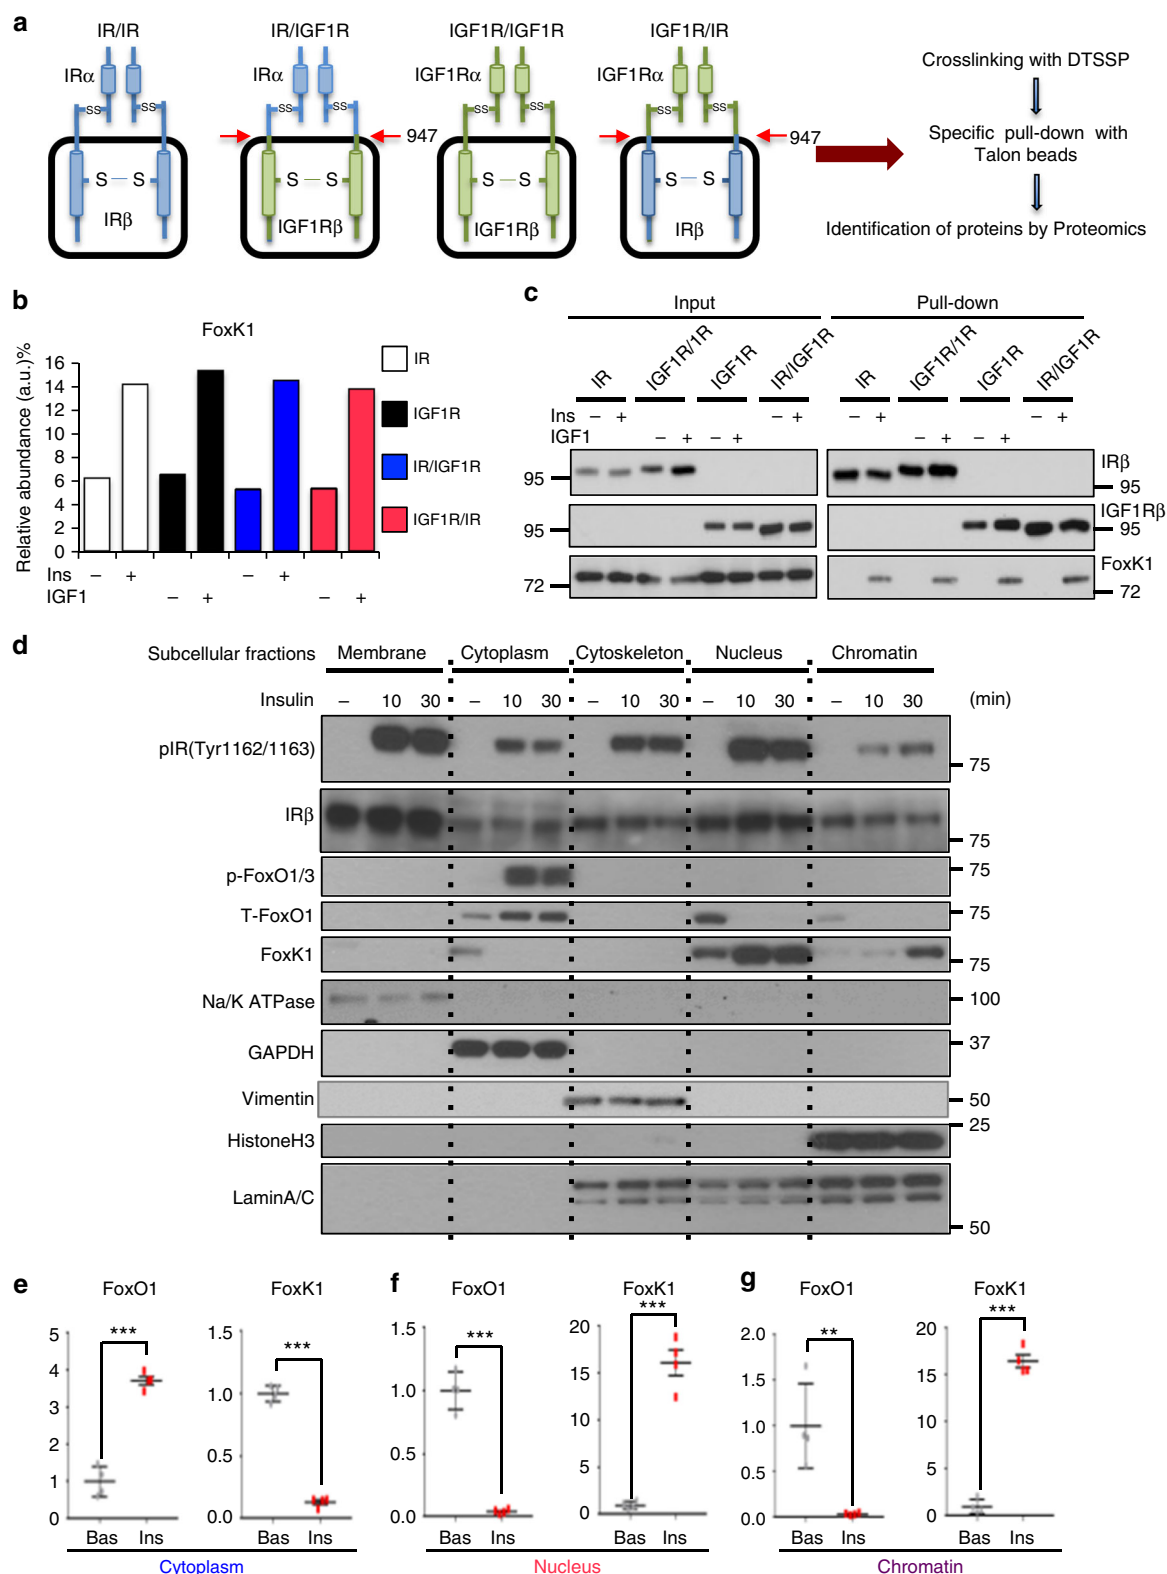 a
IR/IR
IR/IGF1R
IGF1R/IGF1R
IGF1R/IR
IRα
IRα
IGF1Rα
IGF1Rα
SS SS
SS SS
SS SS
SS SS
947
947
S – S
S – S
S – S
S – S
IRβ
IGF1Rβ
IGF1Rβ
IRβ
Crosslinking with DTSSP
Specific pull-down with
Talon beads
Identification of proteins by Proteomics
b
FoxK1
Relative abundance (a.u.)%
16
14
12
10
8
6
4
2
0
Ins – + – +
IGF1 – + – +
IR
IGF1R
IR/IGF1R
IGF1R/IR
c
Input
Pull-down
IR IGF1R/1R IGF1R IR/IGF1R
IR IGF1R/1R IGF1R IR/IGF1R
Ins – + – + – + – +
IGF1 – + – + – + – +
95
IRβ
95
95
IGF1Rβ
95
72
FoxK1
72
d
Subcellular fractions Membrane Cytoplasm Cytoskeleton Nucleus Chromatin
Insulin – 10 30 – 10 30 – 10 30 – 10 30 – 10 30 (min)
pIR(Tyr1162/1163) 75
IRβ 75
p-FoxO1/3 75
T-FoxO1 75
FoxK1 75
Na/K ATPase 100
GAPDH 37
Vimentin 50
HistoneH3 25
LaminA/C 50
e
FoxO1
5
4
3
2
1
0
***
Bas Ins
FoxK1
1.5
1.0
0.5
0.0
***
Bas Ins
Cytoplasm
f
FoxO1
1.5
1.0
0.5
0.0
***
Bas Ins
FoxK1
20
15
10
5
0
***
Bas Ins
Nucleus
g
FoxO1
2.0
1.5
1.0
0.5
0.0
**
Bas Ins
FoxK1
20
15
10
5
0
***
Bas Ins
Chromatin